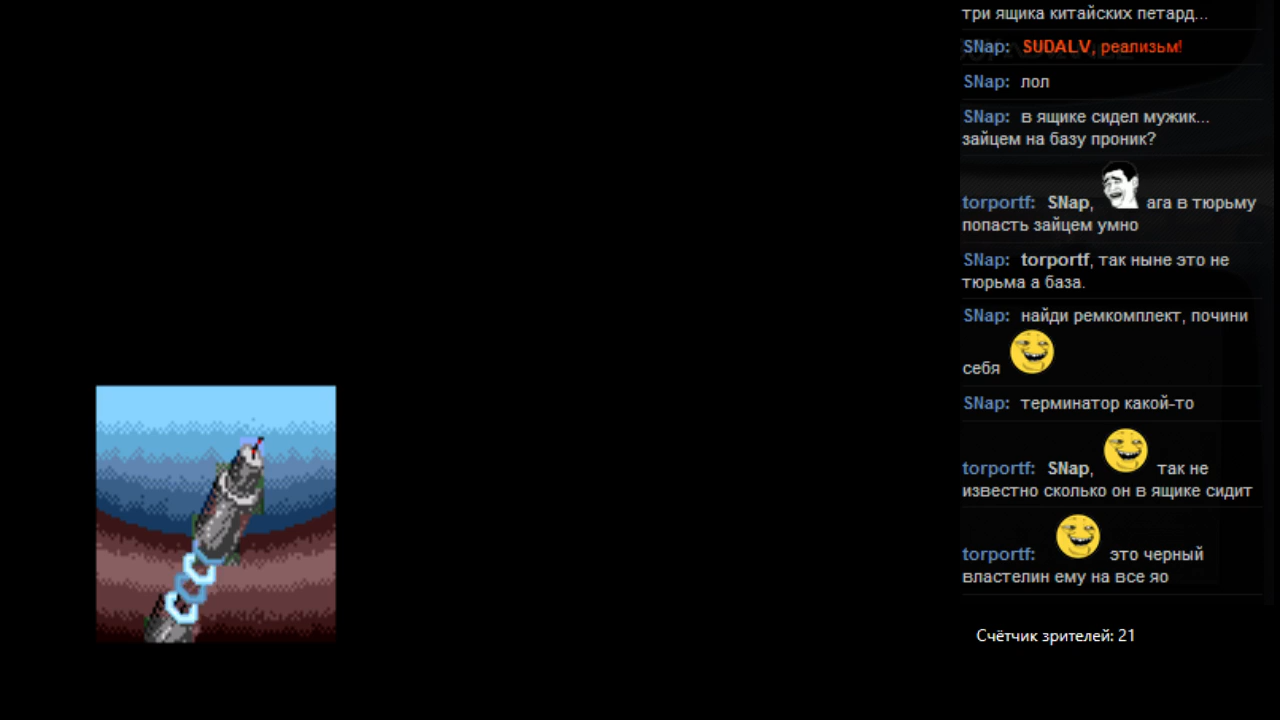 три ящика китайских петард...
SNap: SUDALV, реализьм!
SNap: лол
SNap: в ящике сидел мужик...
зайцем на базу проник?
torportf: SNap, ага в тюрьму
попасть зайцем умно
SNap: torportf, так ныне это не
тюрьма а база.
SNap: найди ремкомплект, почини
себя
SNap: терминатор какой-то
torportf: SNap, так не
известно сколько он в ящике сидит
torportf: это черный
властелин ему на все яо
Счётчик зрителей: 21